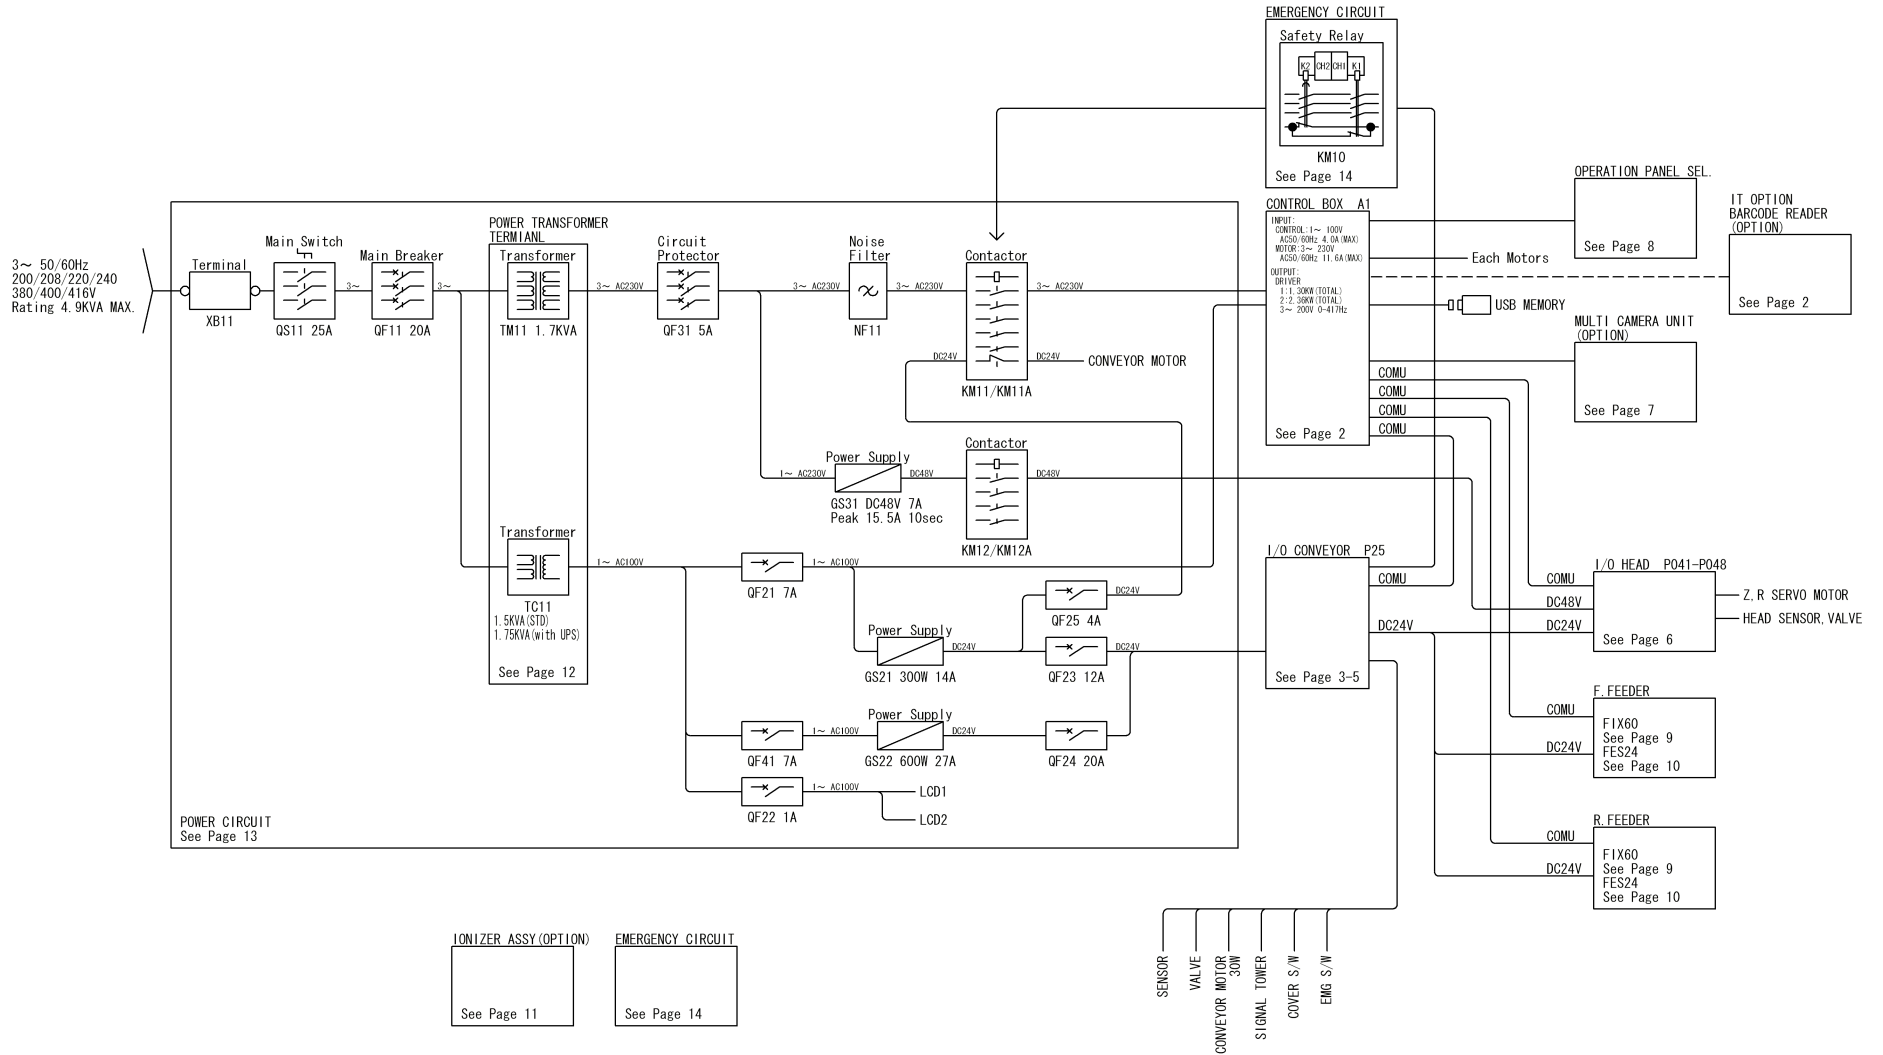 EMERGENCY CIRCUIT
Safety Relay
K2 CH2 CH1 K1
KM10
See Page 14
OPERATION PANEL SEL.
See Page 8
IT OPTION
BARCODE READER
(OPTION)
See Page 2
CONTROL BOX A1
INPUT:
CONTROL:1～ 100V
AC50/60Hz 4.0A(MAX)
MOTOR:3～ 230V
AC50/60Hz 11.6A(MAX)
OUTPUT:
DRIVER
1:1.30KW(TOTAL)
2:2.36KW(TOTAL)
3～ 200V 0-417Hz
See Page 2
Each Motors
USB MEMORY
MULTI CAMERA UNIT
(OPTION)
See Page 7
COMU
COMU
COMU
COMU
3～ 50/60Hz
200/208/220/240
380/400/416V
Rating 4.9KVA MAX.
Terminal
XB11
Main Switch
QS11 25A
3～
Main Breaker
QF11 20A
3～
POWER TRANSFORMER
TERMIANL
Transformer
TM11 1.7KVA
3～ AC230V
Circuit
Protector
QF31 5A
3～ AC230V
Noise
Filter
NF11
3～ AC230V
Contactor
3～ AC230V
DC24V
DC24V
CONVEYOR MOTOR
KM11/KM11A
1～ AC230V
Power Supply
DC48V
GS31 DC48V 7A
Peak 15.5A 10sec
Contactor
DC48V
KM12/KM12A
Transformer
TC11
1.5KVA(STD)
1.75KVA(with UPS)
See Page 12
1～ AC100V
QF21 7A
1～ AC100V
Power Supply
DC24V
GS21 300W 14A
DC24V
QF25 4A
DC24V
QF23 12A
QF41 7A
1～ AC100V
Power Supply
DC24V
GS22 600W 27A
QF24 20A
QF22 1A
1～ AC100V
LCD1
LCD2
POWER CIRCUIT
See Page 13
I/O CONVEYOR P25
See Page 3-5
COMU
DC24V
I/O HEAD P041-P048
COMU
DC48V
DC24V
See Page 6
Z,R SERVO MOTOR
HEAD SENSOR,VALVE
F.FEEDER
COMU
DC24V
FIX60
See Page 9
FES24
See Page 10
R.FEEDER
COMU
DC24V
FIX60
See Page 9
FES24
See Page 10
SENSOR
VALVE
CONVEYOR MOTOR
30W
SIGNAL TOWER
COVER S/W
EMG S/W
IONIZER ASSY(OPTION)
See Page 11
EMERGENCY CIRCUIT
See Page 14